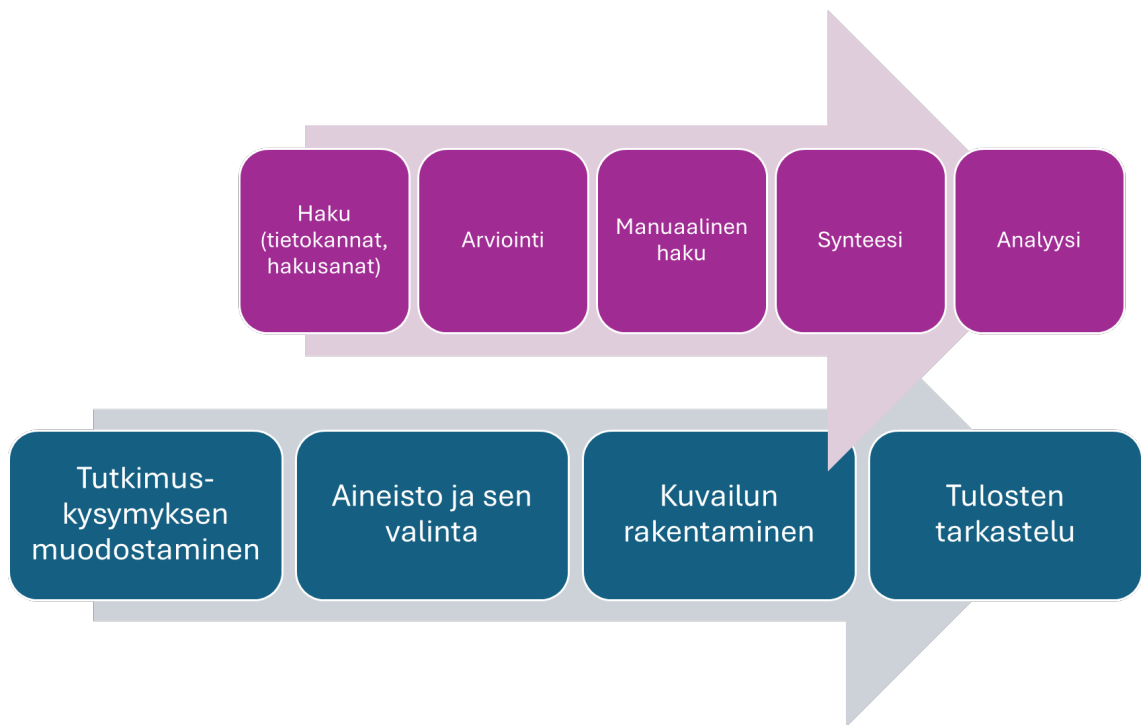 Haku
(tietokannat,
hakusanat)
Arviointi
Manuaalinen
haku
Synteesi
Analyysi
Tutkimus-
kysymyksen
muodostaminen
Aineisto ja sen
valinta
Kuvailun
rakentaminen
Tulosten
tarkastelu